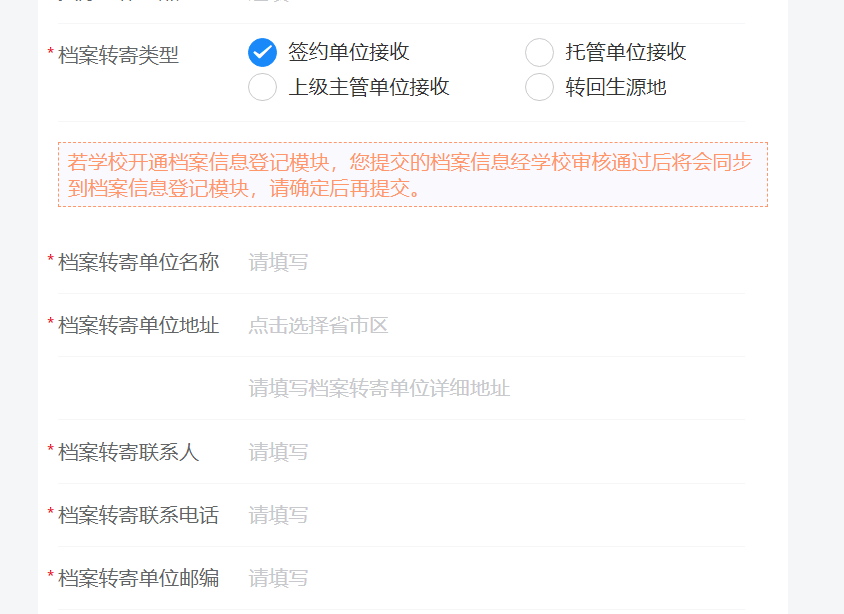 *档案转寄类型 签约单位接收 托管单位接收
上级主管单位接收 转回生源地
若学校开通档案信息登记模块，您提交的档案信息经学校审核通过后将会同步
到档案信息登记模块，请确定后再提交。
*档案转寄单位名称 请填写
*档案转寄单位地址 点击选择省市区
请填写档案转寄单位详细地址
*档案转寄联系人 请填写
*档案转寄联系电话 请填写
*档案转寄单位邮编 请填写